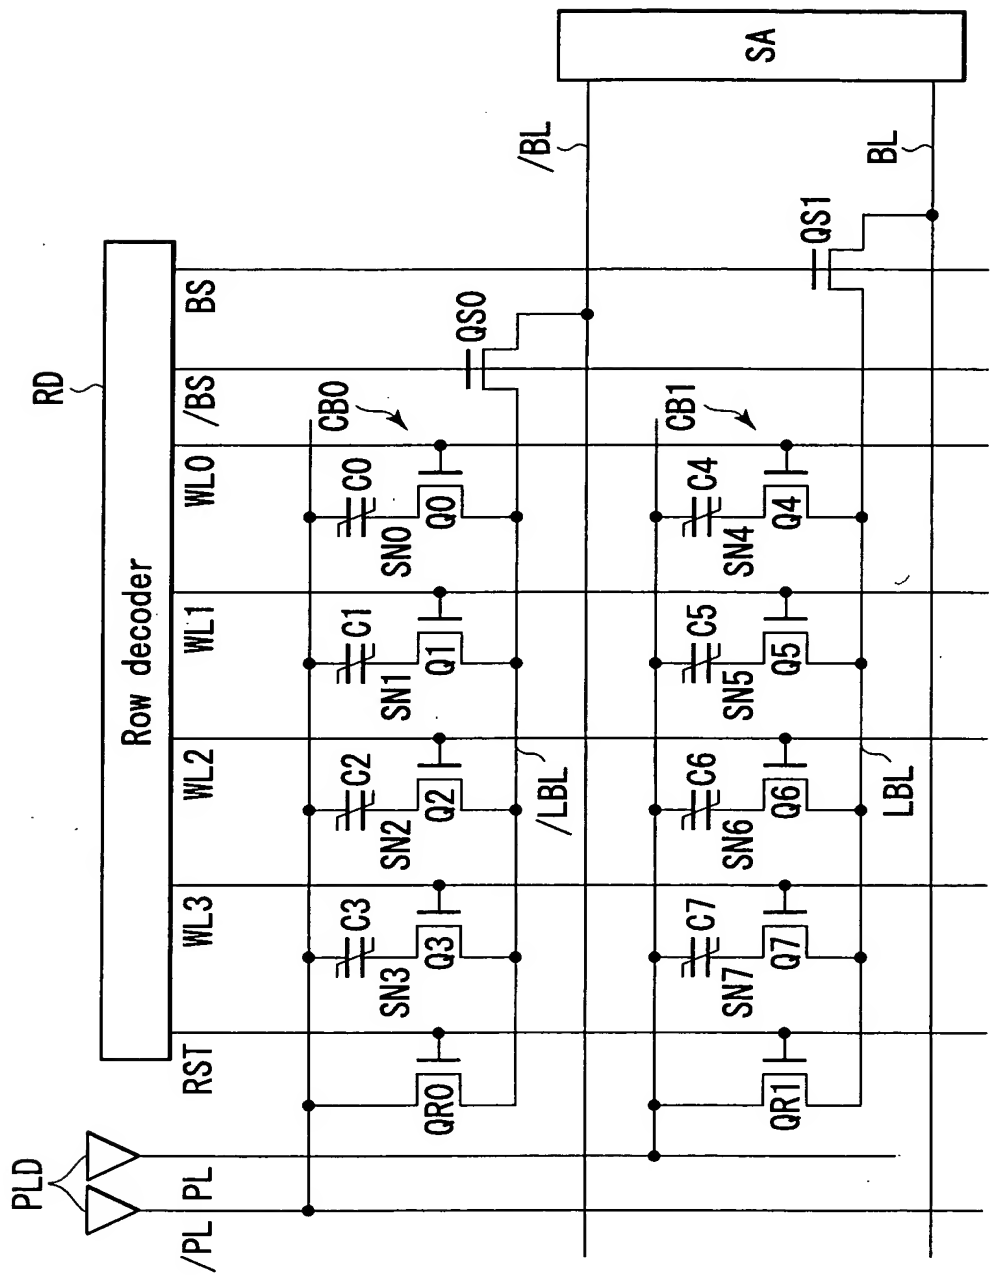 PLD
/PL
PL
RD
Row decoder
RST
WL3
WL2
WL1
WL0
/BS
BS
C3
C2
C1
C0
CB0
SN3
SN2
SN1
SN0
QR0
Q3
Q2
Q1
Q0
QS0
/LBL
/BL
SA
C7
C6
C5
C4
CB1
SN7
SN6
SN5
SN4
QR1
Q7
Q6
Q5
Q4
QS1
LBL
BL